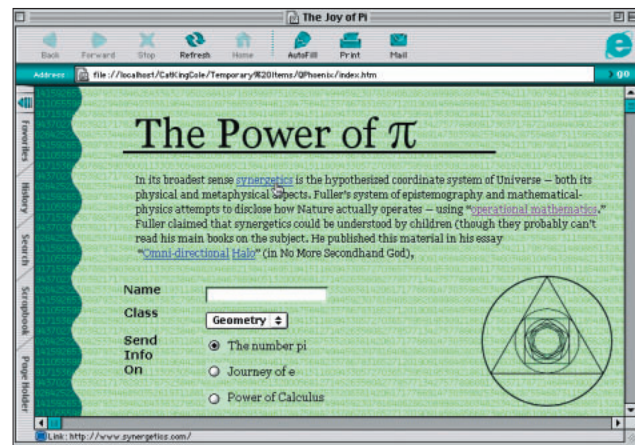 The Joy of Pi
Back Forward Stop Refresh Home AutoFill Print Mail
Address: file://localhost/CatKingCole/Temporary%20Items/QPhoenix/index.htm > go
Favorites
History
Search
Scrapbook
Page Holder
The Power of π
In its broadest sense synergetics is the hypothesized coordinate system of Universe — both its
physical and metaphysical aspects. Fuller's system of epistemography and mathematical-
physics attempts to disclose how Nature actually operates — using “operational mathematics.”
Fuller claimed that synergetics could be understood by children (though they probably can't
read his main books on the subject. He published this material in his essay
“Omni-directional Halo” (in No More Secondhand God),
Name
Class Geometry
Send
Info
On
The number pi
Journey of e
Power of Calculus
Link: http://www.synergetics.com/